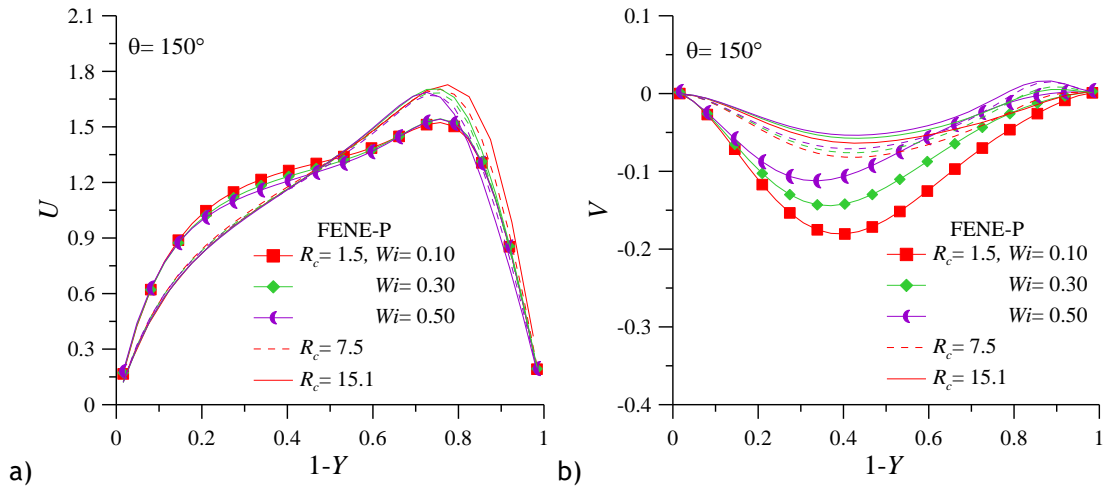 2.1
1.8
1.5
1.2
0.9
0.6
0.3
0
U
θ= 150°
FENE-P
R_c= 1.5, Wi= 0.10
Wi= 0.30
Wi= 0.50
R_c= 7.5
R_c= 15.1
0 0.2 0.4 0.6 0.8 1
1-Y
a)
0.1
0
-0.1
-0.2
-0.3
-0.4
V
θ= 150°
FENE-P
R_c= 1.5, Wi= 0.10
Wi= 0.30
Wi= 0.50
R_c= 7.5
R_c= 15.1
0 0.2 0.4 0.6 0.8 1
1-Y
b)